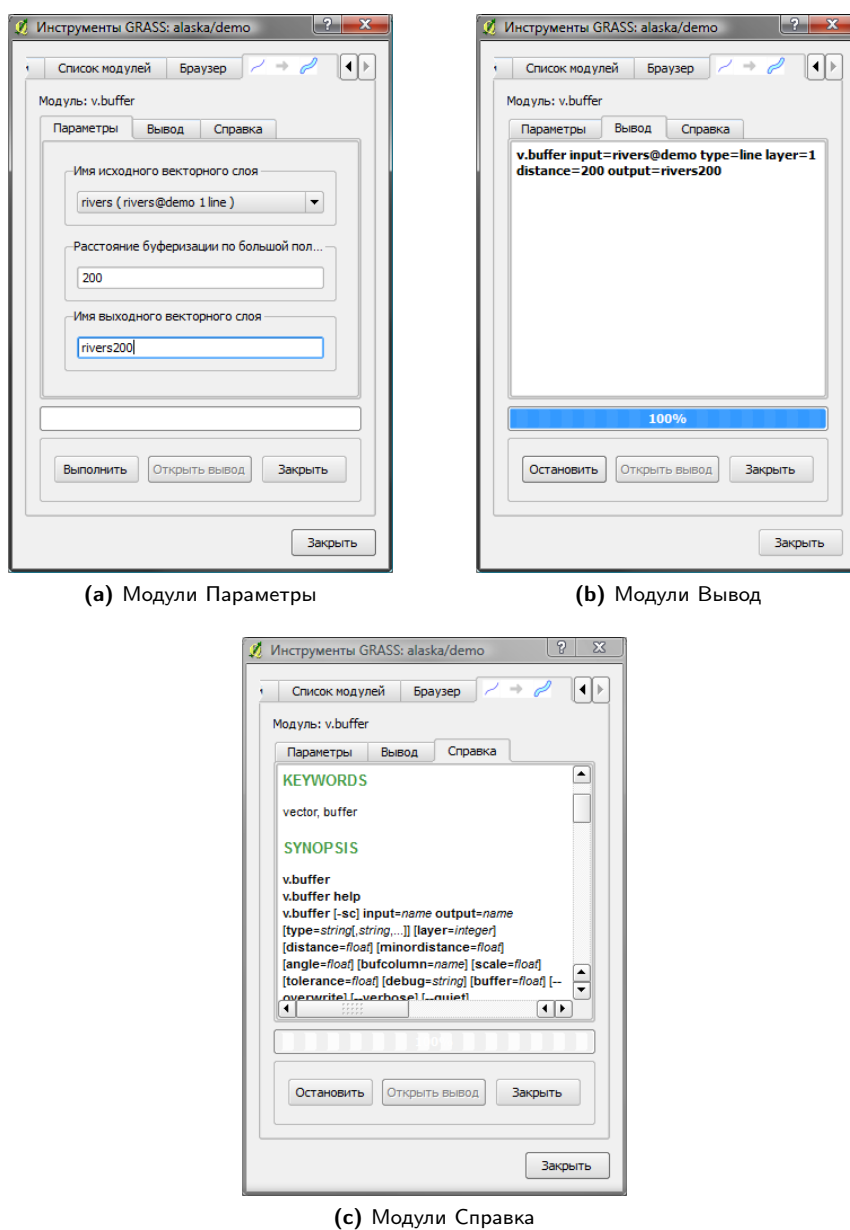 Инструменты GRASS: alaska/demo
Список модулей Браузер
Модуль: v.buffer
Параметры Вывод Справка
Имя исходного векторного слоя
rivers ( rivers@demo 1 line )
Расстояние буферизации по большой пол...
200
Имя выходного векторного слоя
rivers200
Выполнить Открыть вывод Закрыть
Закрыть
(a) Модули Параметры
Инструменты GRASS: alaska/demo
Список модулей Браузер
Модуль: v.buffer
Параметры Вывод Справка
v.buffer input=rivers@demo type=line layer=1
distance=200 output=rivers200
100%
Остановить Открыть вывод Закрыть
Закрыть
(b) Модули Вывод
Инструменты GRASS: alaska/demo
Список модулей Браузер
Модуль: v.buffer
Параметры Вывод Справка
KEYWORDS
vector, buffer
SYNOPSIS
v.buffer
v.buffer help
v.buffer [-sc] input=name output=name
[type=string[,string,...]] [layer=integer]
[distance=float] [minordistance=float]
[angle=float] [bufcolumn=name] [scale=float]
[tolerance=float] [debug=string] [buffer=float] [--
overwrite] [--verbose] [--quiet]
Остановить Открыть вывод Закрыть
Закрыть
(c) Модули Справка